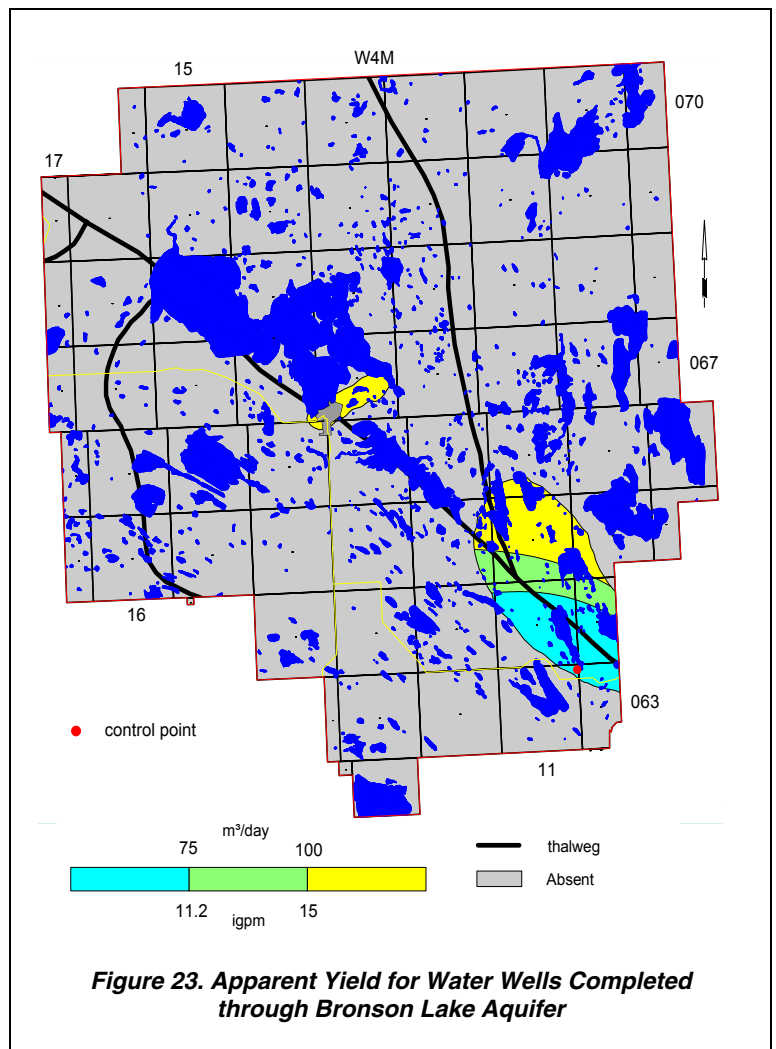 15
W4M
070
17
067
16
063
control point
11
m³/day
75
100
thalweg
Absent
11.2
igpm
15
Figure 23. Apparent Yield for Water Wells Completed
through Bronson Lake Aquifer